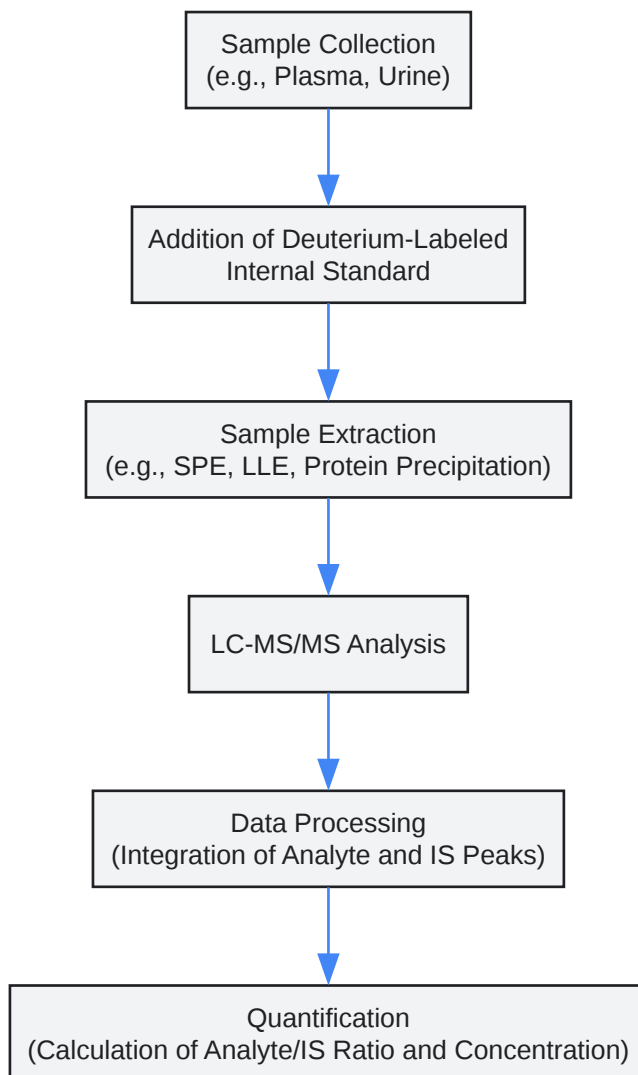 Sample Collection
(e.g., Plasma, Urine)
Addition of Deuterium-Labeled
Internal Standard
Sample Extraction
(e.g., SPE, LLE, Protein Precipitation)
LC-MS/MS Analysis
Data Processing
(Integration of Analyte and IS Peaks)
Quantification
(Calculation of Analyte/IS Ratio and Concentration)